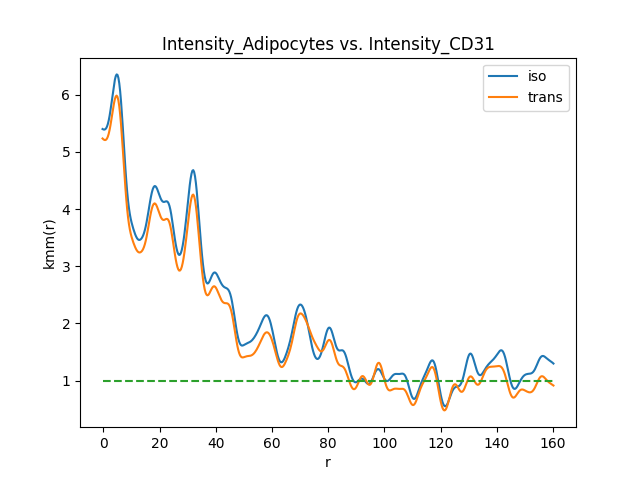 Intensity_Adipocytes vs. Intensity_CD31
iso
trans
kmm(r)
6
5
4
3
2
1
0 20 40 60 80 100 120 140 160
r